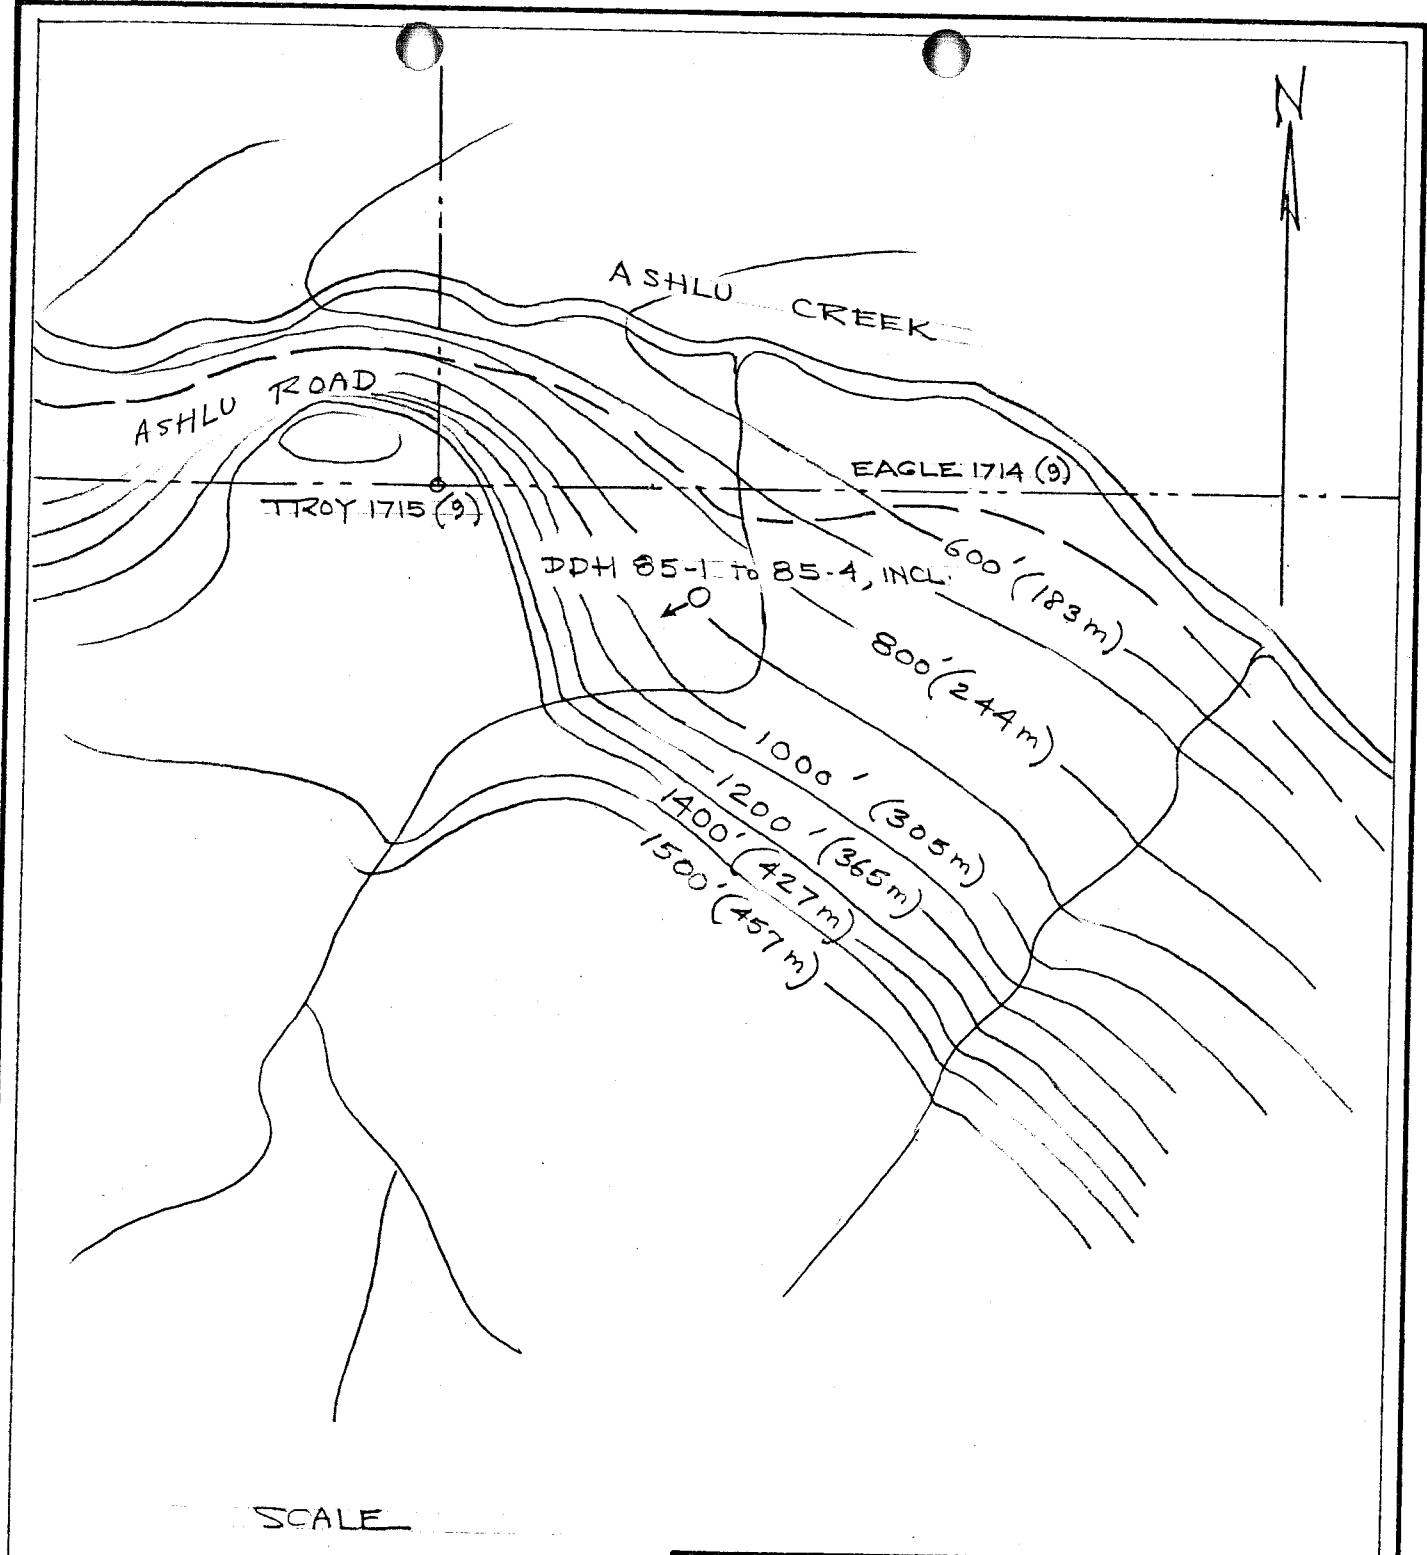 N
ASHLU CREEK
ASHLU ROAD
EAGLE 1714 (9)
TROY 1715 (9)
DDH 85-1 TO 85-4, INCL.
600' (183m)
800' (244m)
1000' (305m)
1200' (365m)
1400' (427m)
1500' (457m)
SCALE